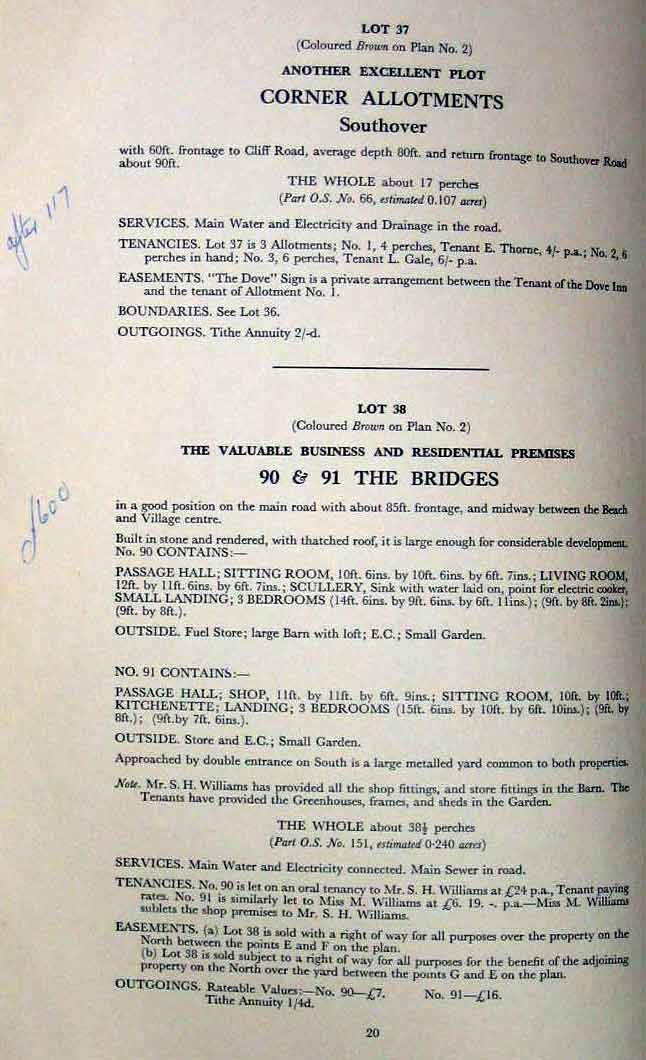 LOT 37
(Coloured Brown on Plan No. 2)
ANOTHER EXCELLENT PLOT
CORNER ALLOTMENTS
Southover
with 60ft. frontage to Cliff Road, average depth 80ft. and return frontage to Southover Road
about 90ft.
THE WHOLE about 17 perches
(Part O.S. No. 66, estimated 0.107 acres)
after 117
SERVICES. Main Water and Electricity and Drainage in the road.
TENANCIES. Lot 37 is 3 Allotments; No. 1, 4 perches, Tenant E. Thorne, 4/- p.a.; No. 2, 6
perches in hand; No. 3, 6 perches, Tenant L. Gale, 6/- p.a.
EASEMENTS. "The Dove" Sign is a private arrangement between the Tenant of the Dove Inn
and the tenant of Allotment No. 1.
BOUNDARIES. See Lot 36.
OUTGOINGS. Tithe Annuity 2/-d.
LOT 38
(Coloured Brown on Plan No. 2)
THE VALUABLE BUSINESS AND RESIDENTIAL PREMISES
90 & 91 THE BRIDGES
£600
in a good position on the main road with about 85ft. frontage, and midway between the Beach
and Village centre.
Built in stone and rendered, with thatched roof, it is large enough for considerable development.
No. 90 CONTAINS:—
PASSAGE HALL; SITTING ROOM, 10ft. 6ins. by 10ft. 6ins. by 6ft. 7ins.; LIVING ROOM,
12ft. by 11ft. 6ins. by 6ft. 7ins.; SCULLERY, Sink with water laid on, point for electric cooker,
SMALL LANDING; 3 BEDROOMS (14ft. 6ins. by 9ft. 6ins. by 6ft. 11ins.); (9ft. by 8ft. 2ins.);
(9ft. by 8ft.).
OUTSIDE. Fuel Store; large Barn with loft; E.C.; Small Garden.
NO. 91 CONTAINS:—
PASSAGE HALL; SHOP, 11ft. by 11ft. by 6ft. 9ins.; SITTING ROOM, 10ft. by 10ft.;
KITCHENETTE; LANDING; 3 BEDROOMS (15ft. 6ins. by 10ft. by 6ft. 10ins.); (9ft. by
8ft.); (9ft.by 7ft. 6ins.).
OUTSIDE. Store and E.C.; Small Garden.
Approached by double entrance on South is a large metalled yard common to both properties.
Note. Mr. S. H. Williams has provided all the shop fittings, and store fittings in the Barn. The
Tenants have provided the Greenhouses, frames, and sheds in the Garden.
THE WHOLE about 38½ perches
(Part O.S. No. 151, estimated 0·240 acres)
SERVICES. Main Water and Electricity connected. Main Sewer in road.
TENANCIES. No. 90 is let on an oral tenancy to Mr. S. H. Williams at £24 p.a., Tenant paying
rates. No. 91 is similarly let to Miss M. Williams at £6. 19. -. p.a.—Miss M. Williams
sublets the shop premises to Mr. S. H. Williams.
EASEMENTS. (a) Lot 38 is sold with a right of way for all purposes over the property on the
North between the points E and F on the plan.
(b) Lot 38 is sold subject to a right of way for all purposes for the benefit of the adjoining
property on the North over the yard between the points G and E on the plan.
OUTGOINGS. Rateable Values:—No. 90—£7. No. 91—£16.
Tithe Annuity 1/4d.
20